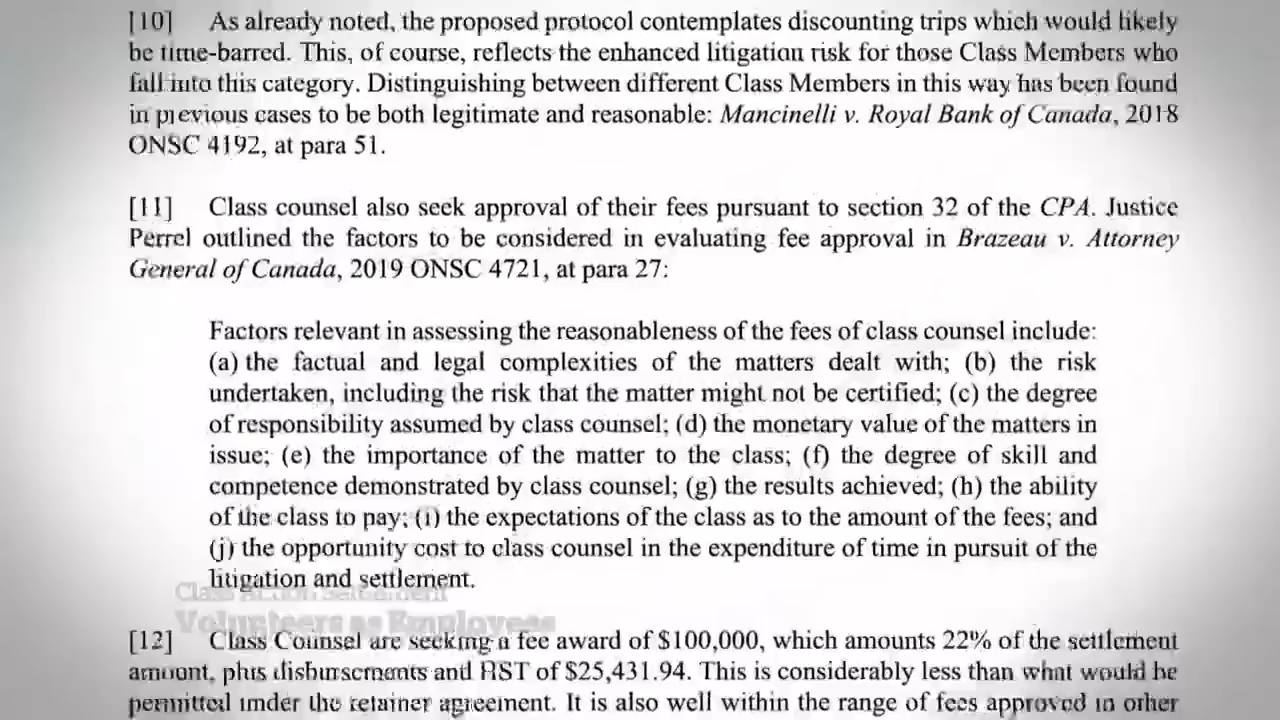 [10] As already noted, the proposed protocol contemplates discounting trips which would likely
be time-barred. This, of course, reflects the enhanced litigation risk for those Class Members who
fall into this category. Distinguishing between different Class Members in this way has been found
in previous cases to be both legitimate and reasonable: Mancinelli v. Royal Bank of Canada, 2018
ONSC 4192, at para 51.
[11] Class counsel also seek approval of their fees pursuant to section 32 of the CPA. Justice
Perrel outlined the factors to be considered in evaluating fee approval in Brazeau v. Attorney
General of Canada, 2019 ONSC 4721, at para 27:
Factors relevant in assessing the reasonableness of the fees of class counsel include:
(a) the factual and legal complexities of the matters dealt with; (b) the risk
undertaken, including the risk that the matter might not be certified; (c) the degree
of responsibility assumed by class counsel; (d) the monetary value of the matters in
issue; (e) the importance of the matter to the class; (f) the degree of skill and
competence demonstrated by class counsel; (g) the results achieved; (h) the ability
of the class to pay; (i) the expectations of the class as to the amount of the fees; and
(j) the opportunity cost to class counsel in the expenditure of time in pursuit of the
litigation and settlement.
Class Action Settlement
Volunteers as Employees
[12] Class Counsel are seeking a fee award of $100,000, which amounts 22% of the settlement
amount, plus disbursements and HST of $25,431.94. This is considerably less than what would be
permitted under the retainer agreement. It is also well within the range of fees approved in other